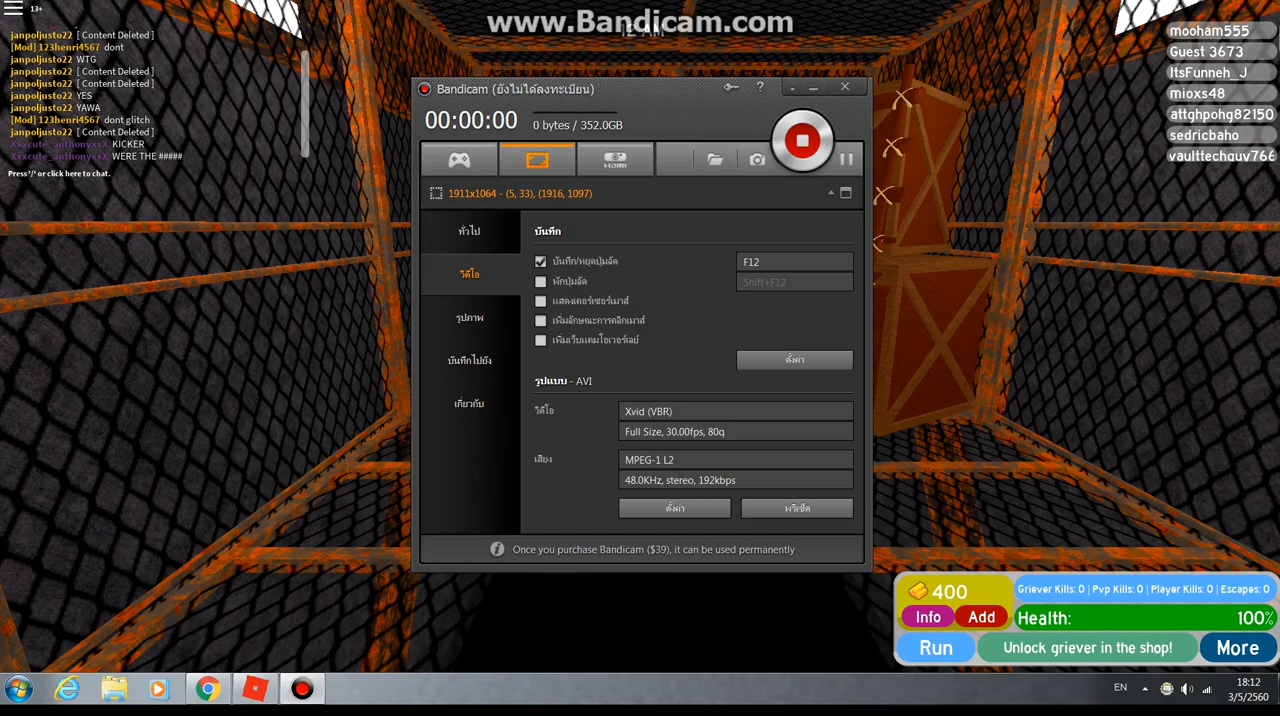 www.Bandicam.com
12 AM
13+
janpoljusto22 [ Content Deleted ]
[Mod] 123henri4567 dont
janpoljusto22 WTG
janpoljusto22 [ Content Deleted ]
janpoljusto22 [ Content Deleted ]
janpoljusto22 YES
janpoljusto22 YAWA
[Mod] 123henri4567 dont glitch
janpoljusto22 [ Content Deleted ]
Xxxcute_anthonyxxX KICKER
Xxxcute_anthonyxxX WERE THE #####
Press '/' or click here to chat.
mooham555
Guest 3673
ItsFunneh_J
mioxs48
attghpohg82150
sedricbaho
vaulttechguy766
Bandicam (ยังไม่ได้ลงทะเบียน)
?
00:00:00
0 bytes / 352.0GB
HDMI
1911x1064 - (5, 33), (1916, 1097)
ทั่วไป
วิดีโอ
รูปภาพ
บันทึกไปยัง
เกี่ยวกับ
บันทึก
บันทึก/หยุดปุ่มลัด
F12
พักปุ่มลัด
Shift+F12
แสดงเคอร์เซอร์เมาส์
เพิ่มลักษณะการคลิกเมาส์
เพิ่มเว็บแคมโอเวอร์เลย์
ตั้งค่า
รูปแบบ - AVI
วิดีโอ
Xvid (VBR)
Full Size, 30.00fps, 80q
เสียง
MPEG-1 L2
48.0KHz, stereo, 192kbps
ตั้งค่า
พรีเซ็ต
Once you purchase Bandicam ($39), it can be used permanently
400
Griever Kills: 0 | Pvp Kills: 0 | Player Kills: 0 | Escapes: 0
Info
Add
Health:
100%
Run
Unlock griever in the shop!
More
EN
18:12
3/5/2560